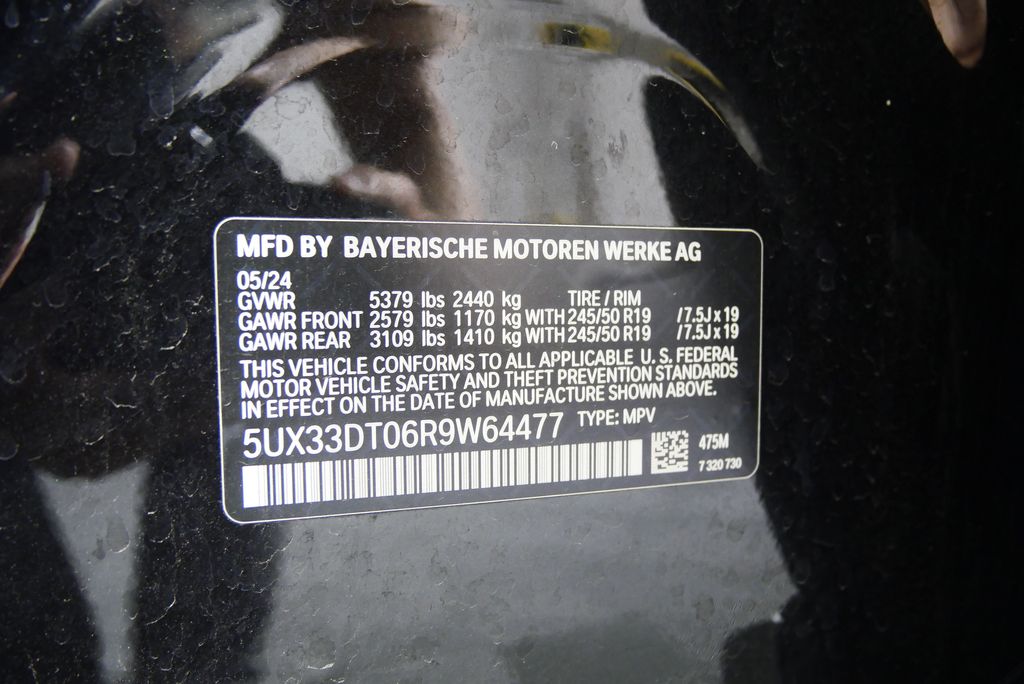 MFD BY BAYERISCHE MOTOREN WERKE AG
05/24
GVWR 5379 lbs 2440 kg TIRE / RIM
GAWR FRONT 2579 lbs 1170 kg WITH 245/50 R19 /7.5J x 19
GAWR REAR 3109 lbs 1410 kg WITH 245/50 R19 /7.5J x 19
THIS VEHICLE CONFORMS TO ALL APPLICABLE U. S. FEDERAL
MOTOR VEHICLE SAFETY AND THEFT PREVENTION STANDARDS
IN EFFECT ON THE DATE OF MANUFACTURE SHOWN ABOVE.
5UX33DT06R9W64477 TYPE: MPV
475M
7 320 730